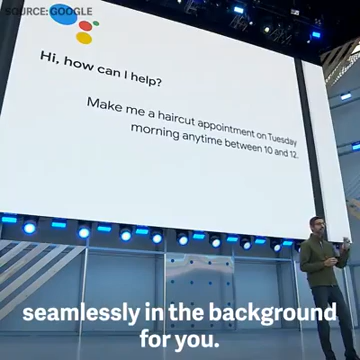 SOURCE: GOOGLE
Hi, how can I help?
Make me a haircut appointment on Tuesday
morning anytime between 10 and 12.
seamlessly in the background
for you.